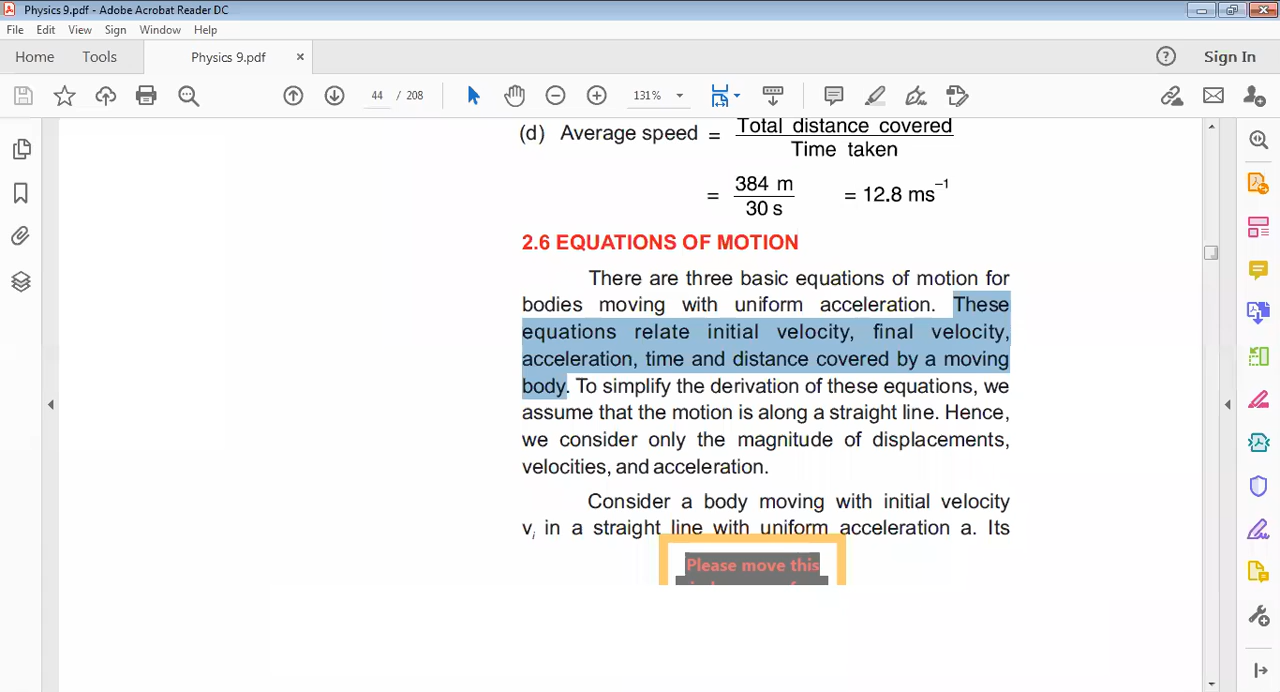 Physics 9.pdf - Adobe Acrobat Reader DC
File Edit View Sign Window Help
Home Tools Physics 9.pdf × Sign In
44 / 208 131%
(d) Average speed = Total distance covered
Time taken
= 384 m
30 s
= 12.8 ms⁻¹
2.6 EQUATIONS OF MOTION
There are three basic equations of motion for
bodies moving with uniform acceleration. These
equations relate initial velocity, final velocity,
acceleration, time and distance covered by a moving
body. To simplify the derivation of these equations, we
assume that the motion is along a straight line. Hence,
we consider only the magnitude of displacements,
velocities, and acceleration.
Consider a body moving with initial velocity
vᵢ in a straight line with uniform acceleration a. Its
Please move this